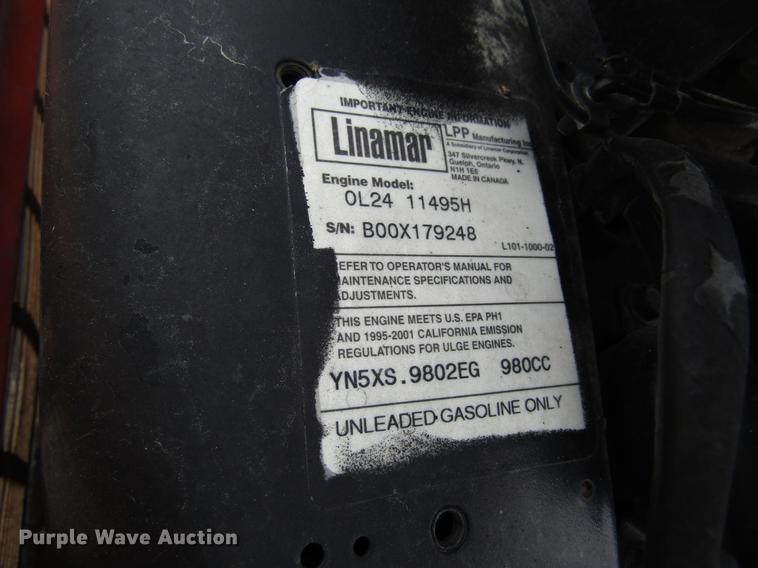 IMPORTANT ENGINE INFORMATION
Linamar
LPP Manufacturing Inc
A Subsidiary of Linamar Corporation
347 Silvercreek Pkwy. N.
Guelph, Ontario
N1H 1E6
MADE IN CANADA
Engine Model:
OL24 11495H
S/N: B00X179248
L101-1000-02
EFER TO OPERATOR'S MANUAL FOR
AINTENANCE SPECIFICATIONS AND
DJUSTMENTS.
THIS ENGINE MEETS U.S. EPA PH1
AND 1995-2001 CALIFORNIA EMISSION
REGULATIONS FOR ULGE ENGINES.
YN5XS.9802EG 980CC
UNLEADED GASOLINE ONLY
Purple Wave Auction